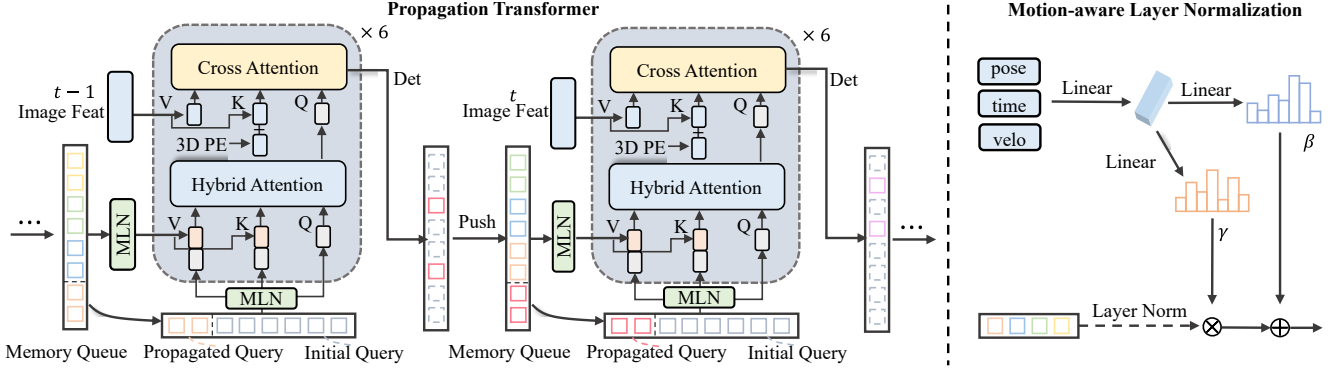 Propagation Transformer
Motion-aware Layer Normalization
× 6
Cross Attention
Det
t − 1
Image Feat
V
K
Q
3D PE
Hybrid Attention
MLN
V
K
Q
...
MLN
Memory Queue
Propagated Query
Initial Query
Push
× 6
Cross Attention
Det
t
Image Feat
V
K
Q
3D PE
Hybrid Attention
MLN
V
K
Q
...
MLN
Memory Queue
Propagated Query
Initial Query
pose
time
velo
Linear
Linear
Linear
β
γ
Layer Norm